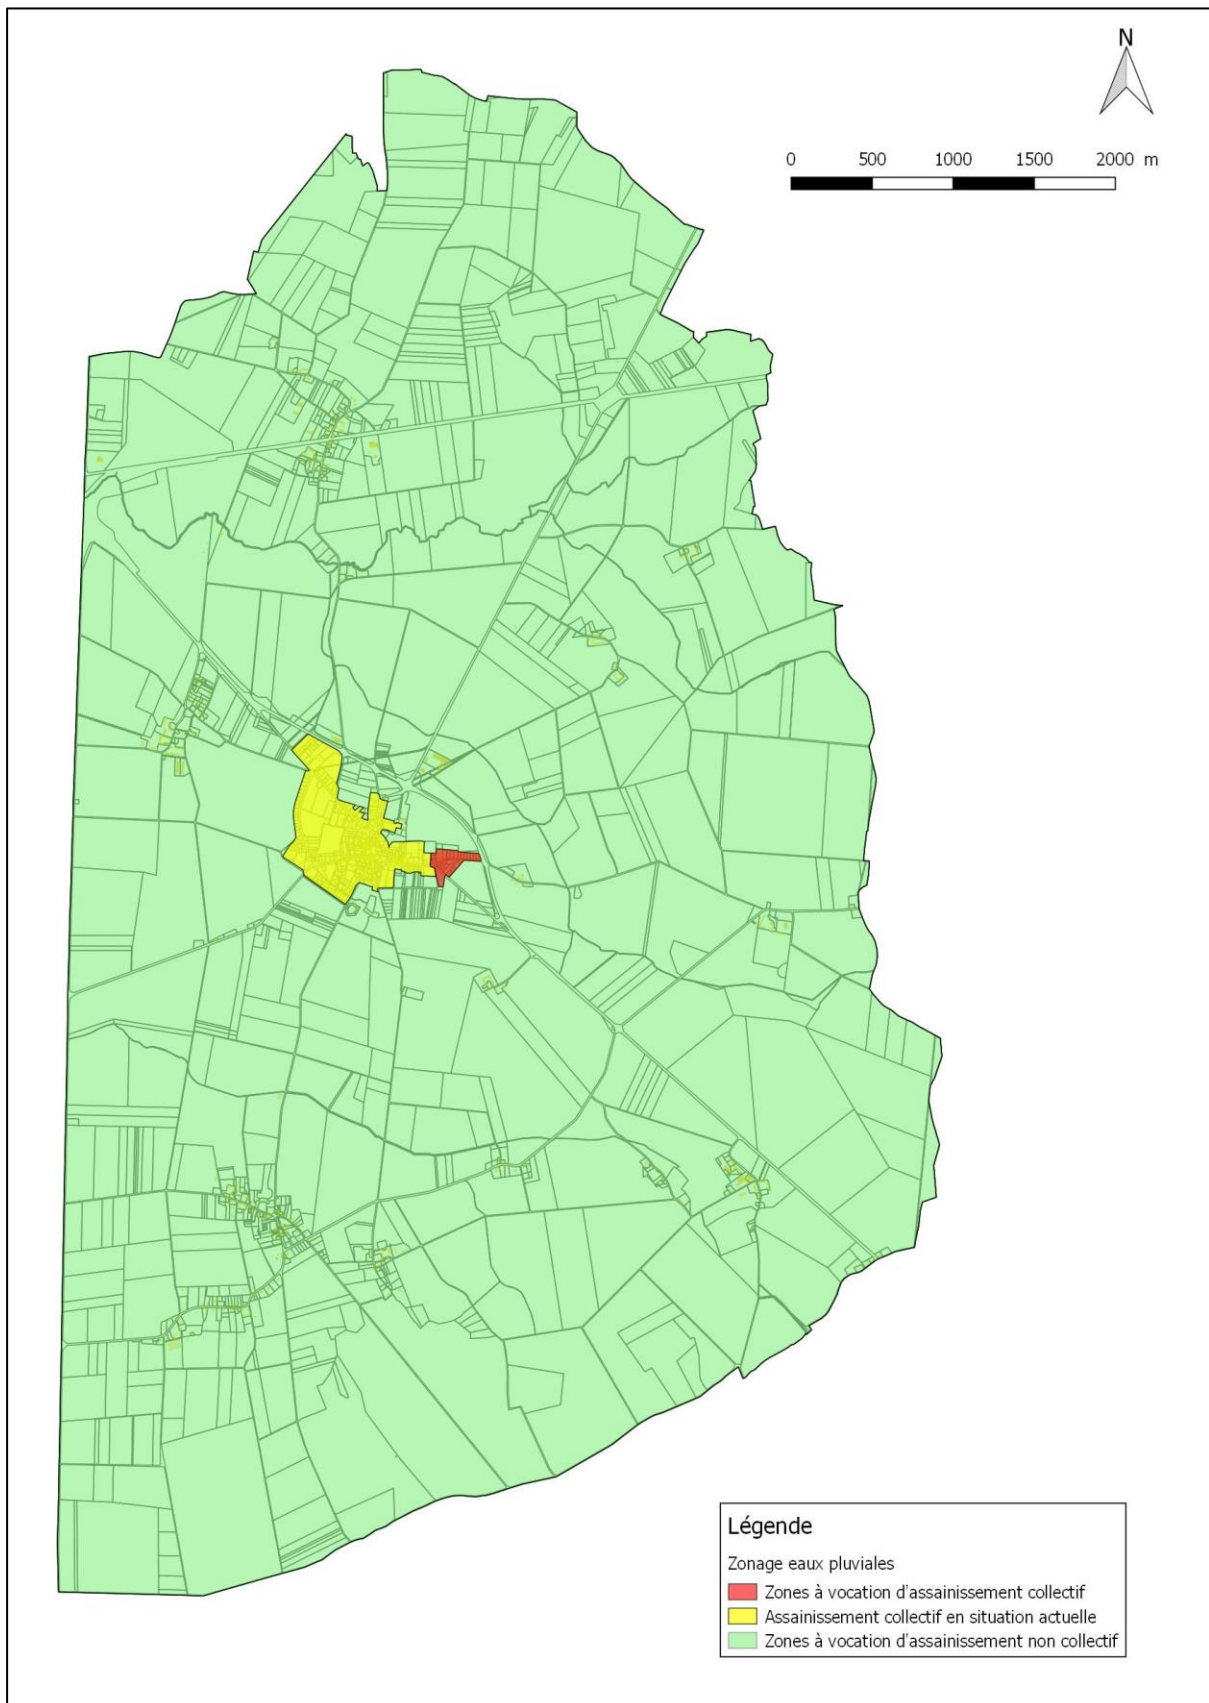 N
0 500 1000 1500 2000 m
Légende
Zonage eaux pluviales
Zones à vocation d'assainissement collectif
Assainissement collectif en situation actuelle
Zones à vocation d'assainissement non collectif